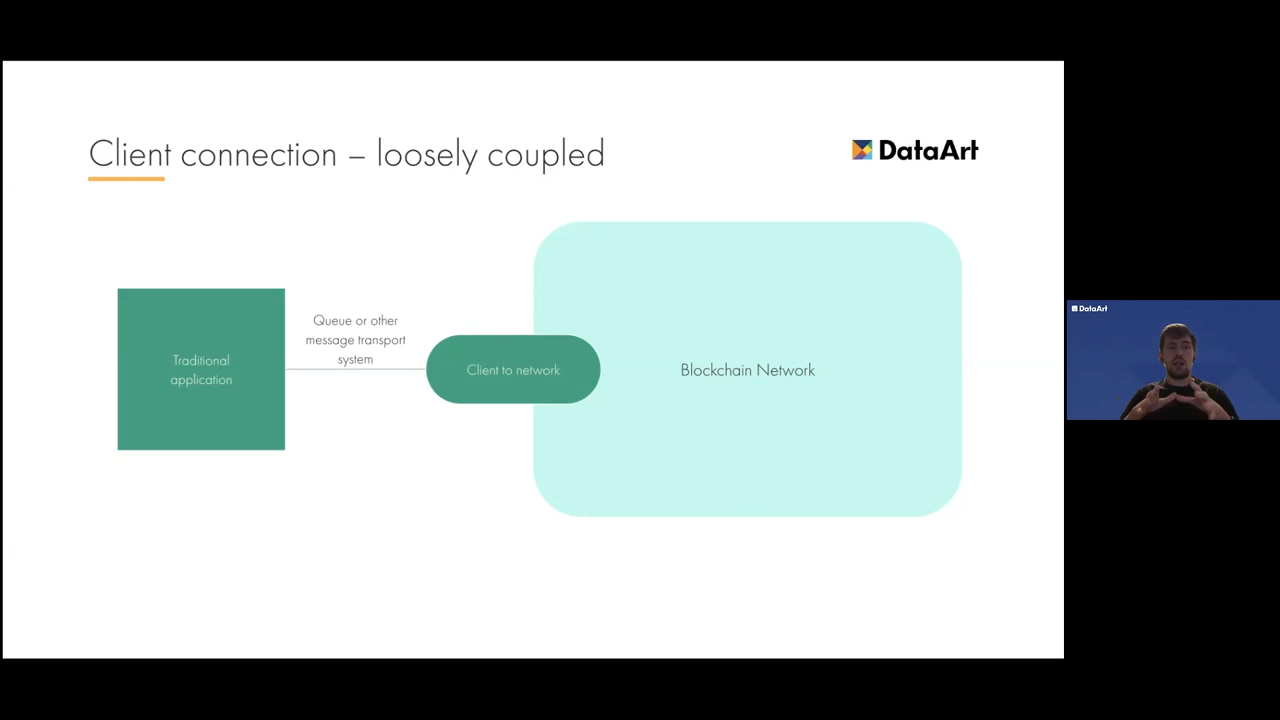 Client connection – loosely coupled
DataArt
Queue or other
message transport
system
Traditional
application
Client to network
Blockchain Network
DataArt